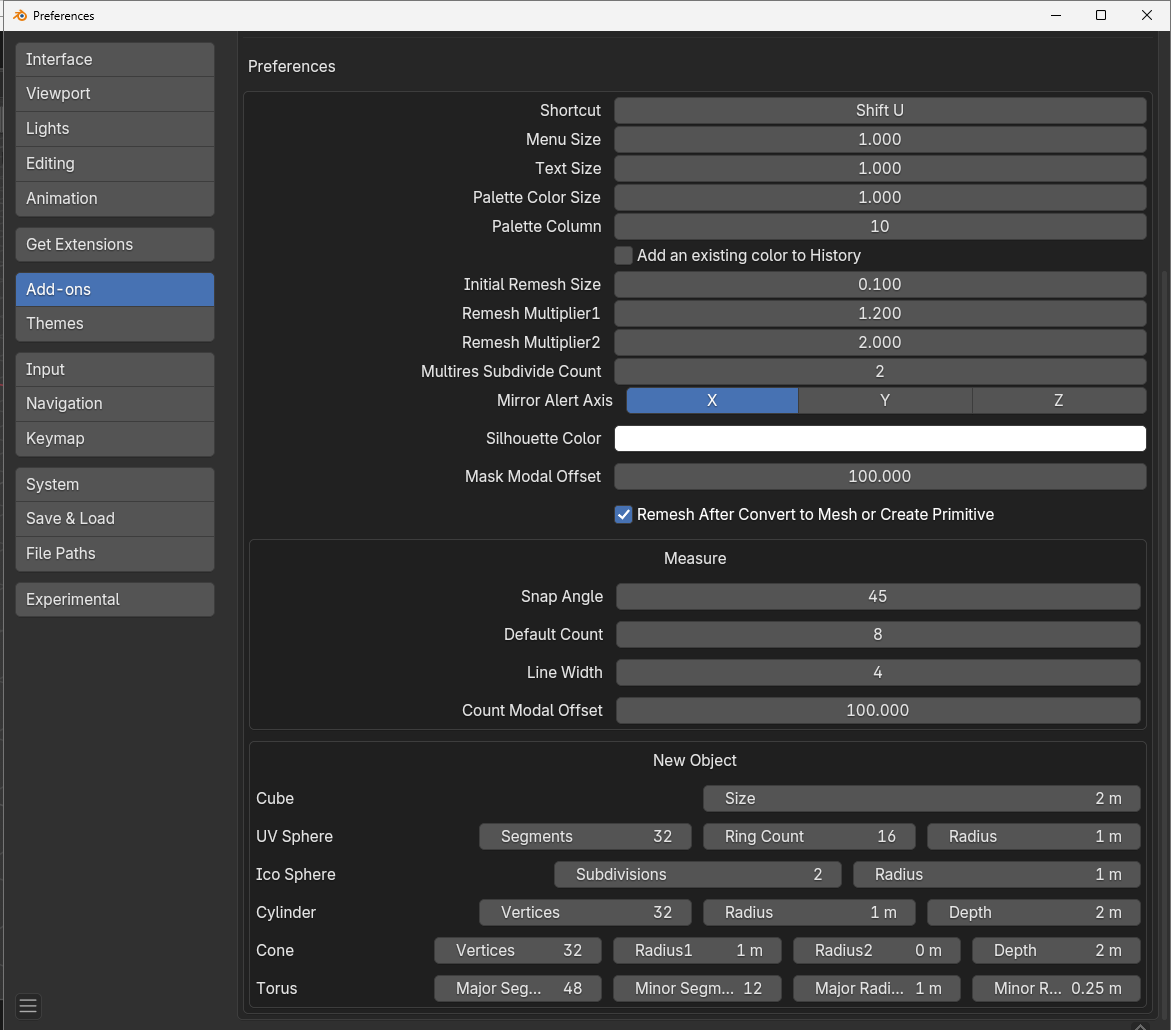 Preferences
Interface
Viewport
Lights
Editing
Animation
Get Extensions
Add-ons
Themes
Input
Navigation
Keymap
System
Save & Load
File Paths
Experimental
Preferences
Shortcut Shift U
Menu Size 1.000
Text Size 1.000
Palette Color Size 1.000
Palette Column 10
Add an existing color to History
Initial Remesh Size 0.100
Remesh Multiplier1 1.200
Remesh Multiplier2 2.000
Multires Subdivide Count 2
Mirror Alert Axis X Y Z
Silhouette Color
Mask Modal Offset 100.000
Remesh After Convert to Mesh or Create Primitive
Measure
Snap Angle 45
Default Count 8
Line Width 4
Count Modal Offset 100.000
New Object
Cube Size 2 m
UV Sphere Segments 32 Ring Count 16 Radius 1 m
Ico Sphere Subdivisions 2 Radius 1 m
Cylinder Vertices 32 Radius 1 m Depth 2 m
Cone Vertices 32 Radius1 1 m Radius2 0 m Depth 2 m
Torus Major Seg... 48 Minor Segm... 12 Major Radi... 1 m Minor R... 0.25 m